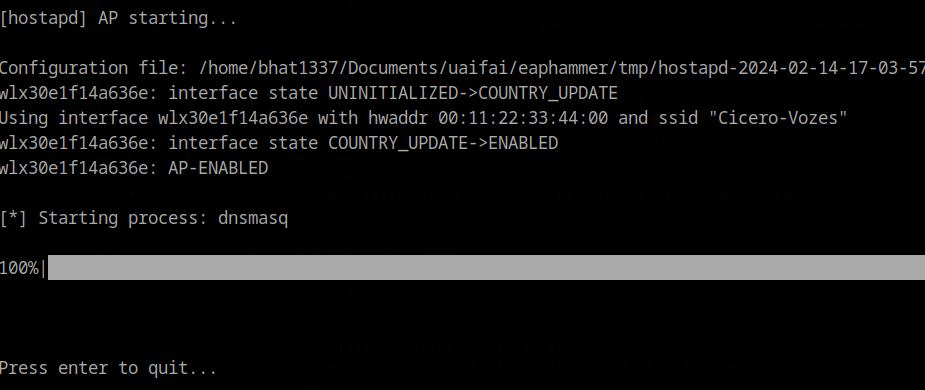 [hostapd] AP starting...
Configuration file: /home/bhat1337/Documents/uaifai/eaphammer/tmp/hostapd-2024-02-14-17-03-57
wlx30e1f14a636e: interface state UNINITIALIZED->COUNTRY_UPDATE
Using interface wlx30e1f14a636e with hwaddr 00:11:22:33:44:00 and ssid "Cicero-Vozes"
wlx30e1f14a636e: interface state COUNTRY_UPDATE->ENABLED
wlx30e1f14a636e: AP-ENABLED
[*] Starting process: dnsmasq
100%|
Press enter to quit...